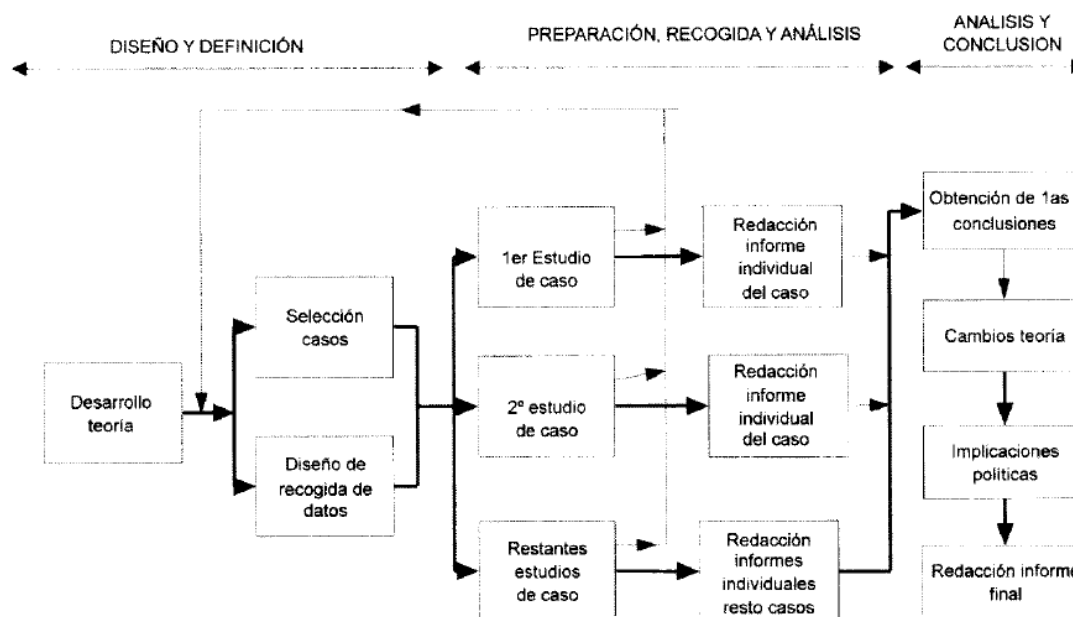 DISEÑO Y DEFINICIÓN
PREPARACIÓN, RECOGIDA Y ANÁLISIS
ANALISIS Y
CONCLUSION
Desarrollo
teoría
Selección
casos
Diseño de
recogida de
datos
1er Estudio
de caso
2º estudio
de caso
Restantes
estudios
de caso
Redacción
informe
individual
del caso
Redacción
informe
individual
del caso
Redacción
informes
individuales
resto casos
Obtención de 1as
conclusiones
Cambios teoría
Implicaciones
políticas
Redacción informe
final